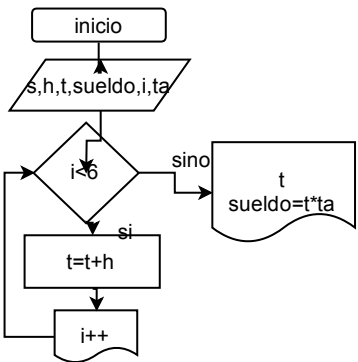 inicio
s,h,t,sueldo,i,ta
i<6
sino
t
sueldo=t*ta
si
t=t+h
i++